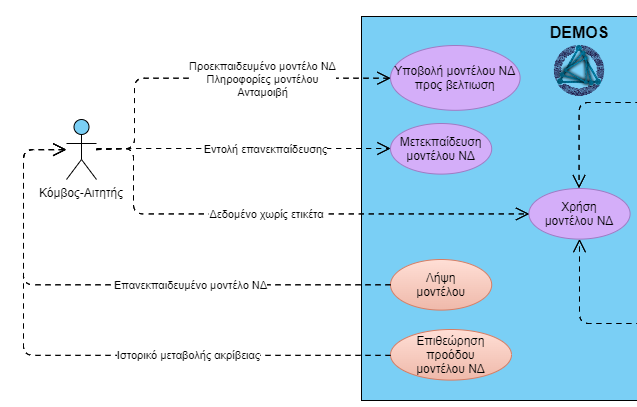 DEMOS
Προεκπαιδευμένο μοντέλο ΝΔ
Πληροφορίες μοντέλου
Ανταμοιβή
Υποβολή μοντέλου ΝΔ
προς βελτίωση
Εντολή επανεκπαίδευσης
Μετεκπαίδευση
μοντέλου ΝΔ
Κόμβος-Αιτητής
Δεδομένο χωρίς ετικέτα
Χρήση
μοντέλου ΝΔ
Επανεκπαιδευμένο μοντέλο ΝΔ
Λήψη
μοντέλου
Ιστορικό μεταβολής ακρίβειας
Επιθεώρηση
προόδου
μοντέλου ΝΔ